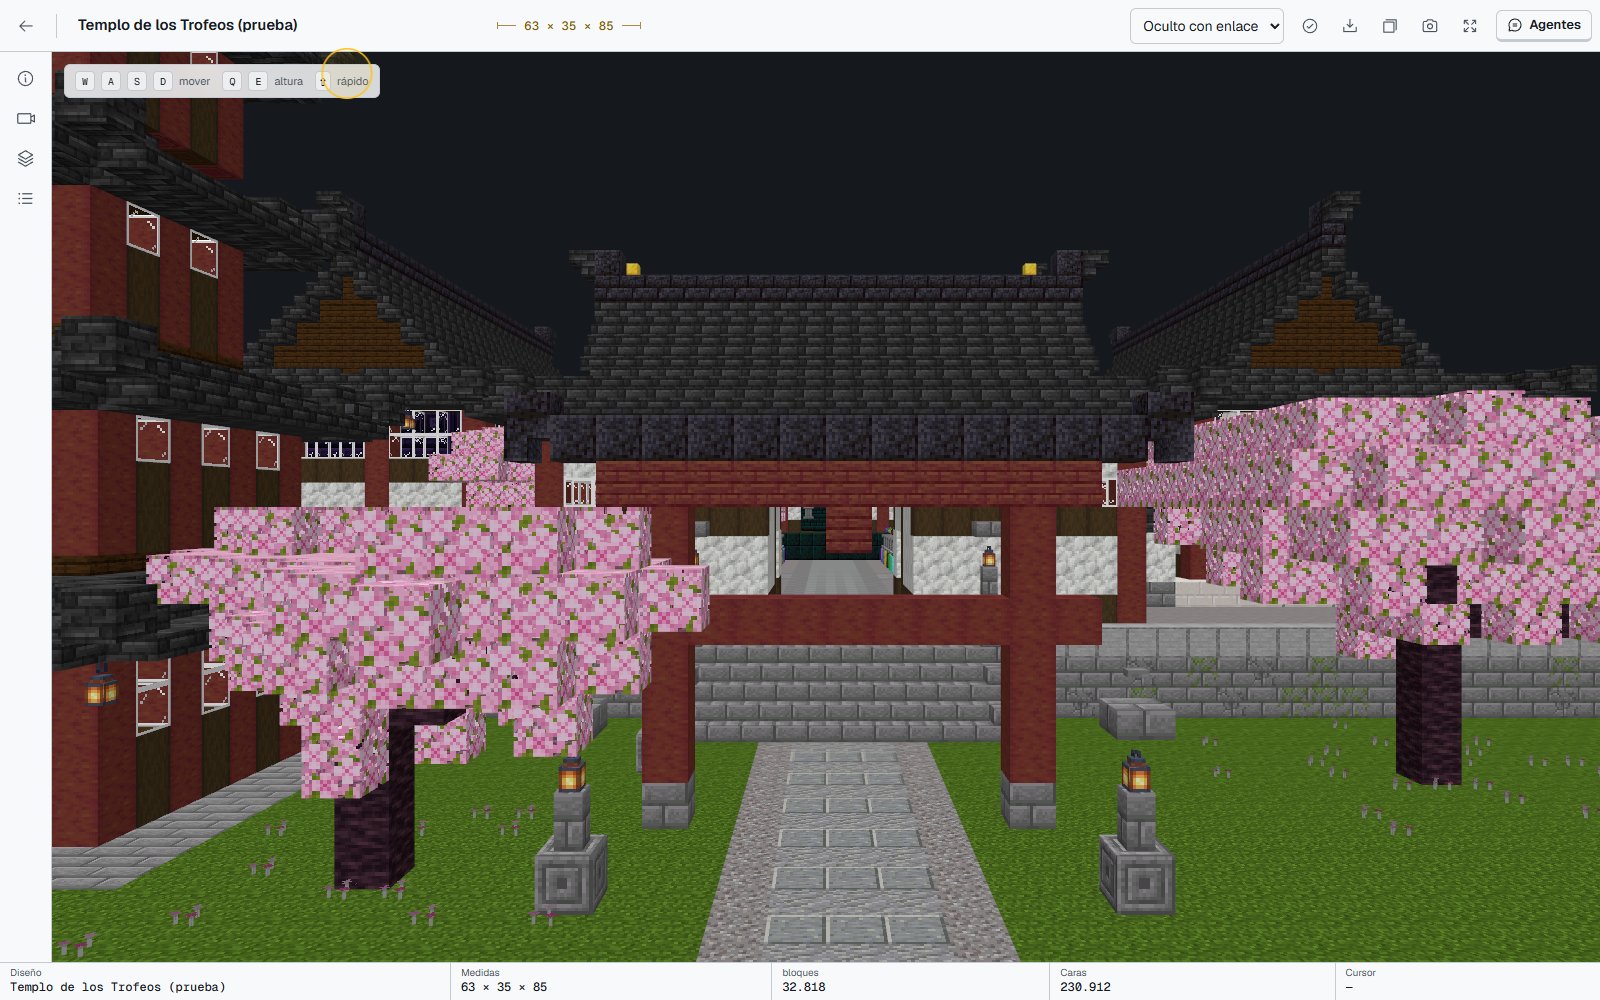 Templo de los Trofeos (prueba)
63 × 35 × 85
Oculto con enlace
Agentes
W A S D mover Q E altura ⇧ rápido
Diseño
Templo de los Trofeos (prueba)
Medidas
63 × 35 × 85
bloques
32.818
Caras
230.912
Cursor
—